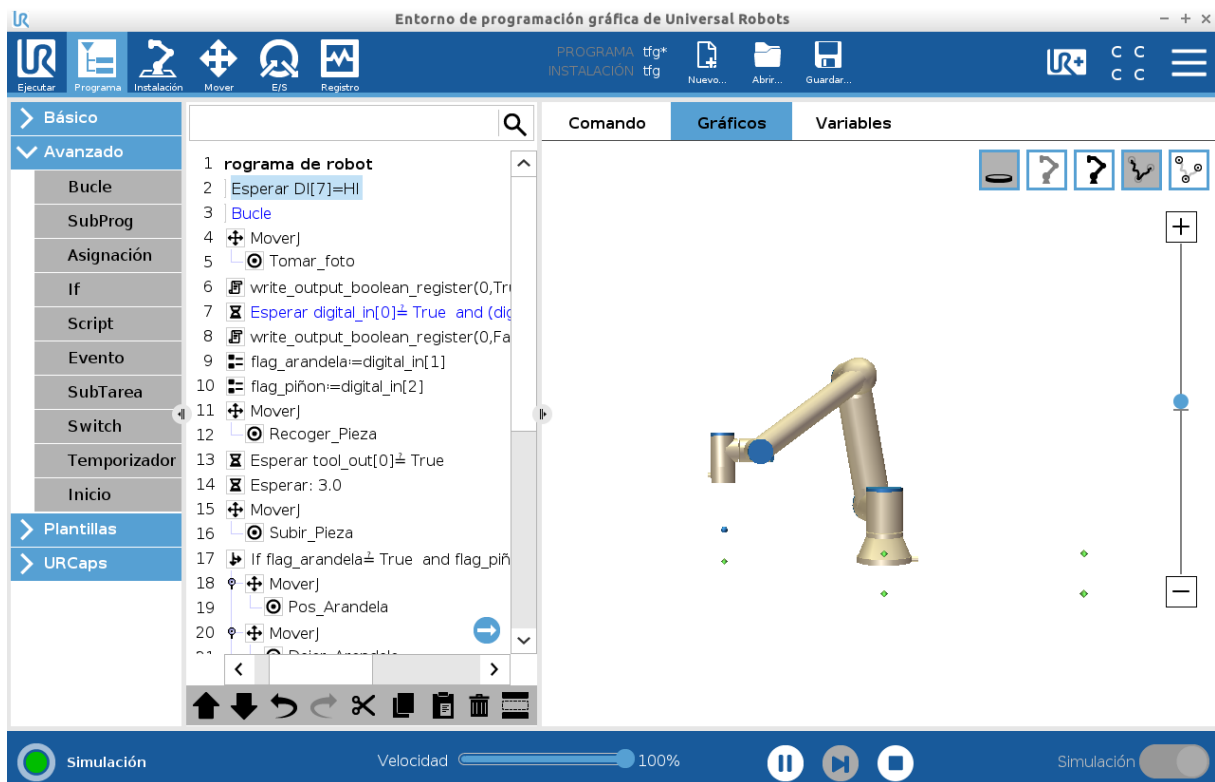 UR
Entorno de programación gráfica de Universal Robots
Ejecutar
Programa
Instalación
Mover
E/S
Registro
PROGRAMA tfg*
INSTALACIÓN tfg
Nuevo...
Abrir...
Guardar...
UR+
C C
C C
Básico
Avanzado
Bucle
SubProg
Asignación
If
Script
Evento
SubTarea
Switch
Temporizador
Inicio
Plantillas
URCaps
1 rograma de robot
2 Esperar DI[7]=HI
3 Bucle
4 MoverJ
5 Tomar_foto
6 write_output_boolean_register(0,Tru
7 Esperar digital_in[0]≟ True and (dig
8 write_output_boolean_register(0,Fa
9 flag_arandela≔digital_in[1]
10 flag_piñon≔digital_in[2]
11 MoverJ
12 Recoger_Pieza
13 Esperar tool_out[0]≟ True
14 Esperar: 3.0
15 MoverJ
16 Subir_Pieza
17 If flag_arandela≟ True and flag_piñ
18 MoverJ
19 Pos_Arandela
20 MoverJ
Comando
Gráficos
Variables
Simulación
Velocidad
100%
Simulación